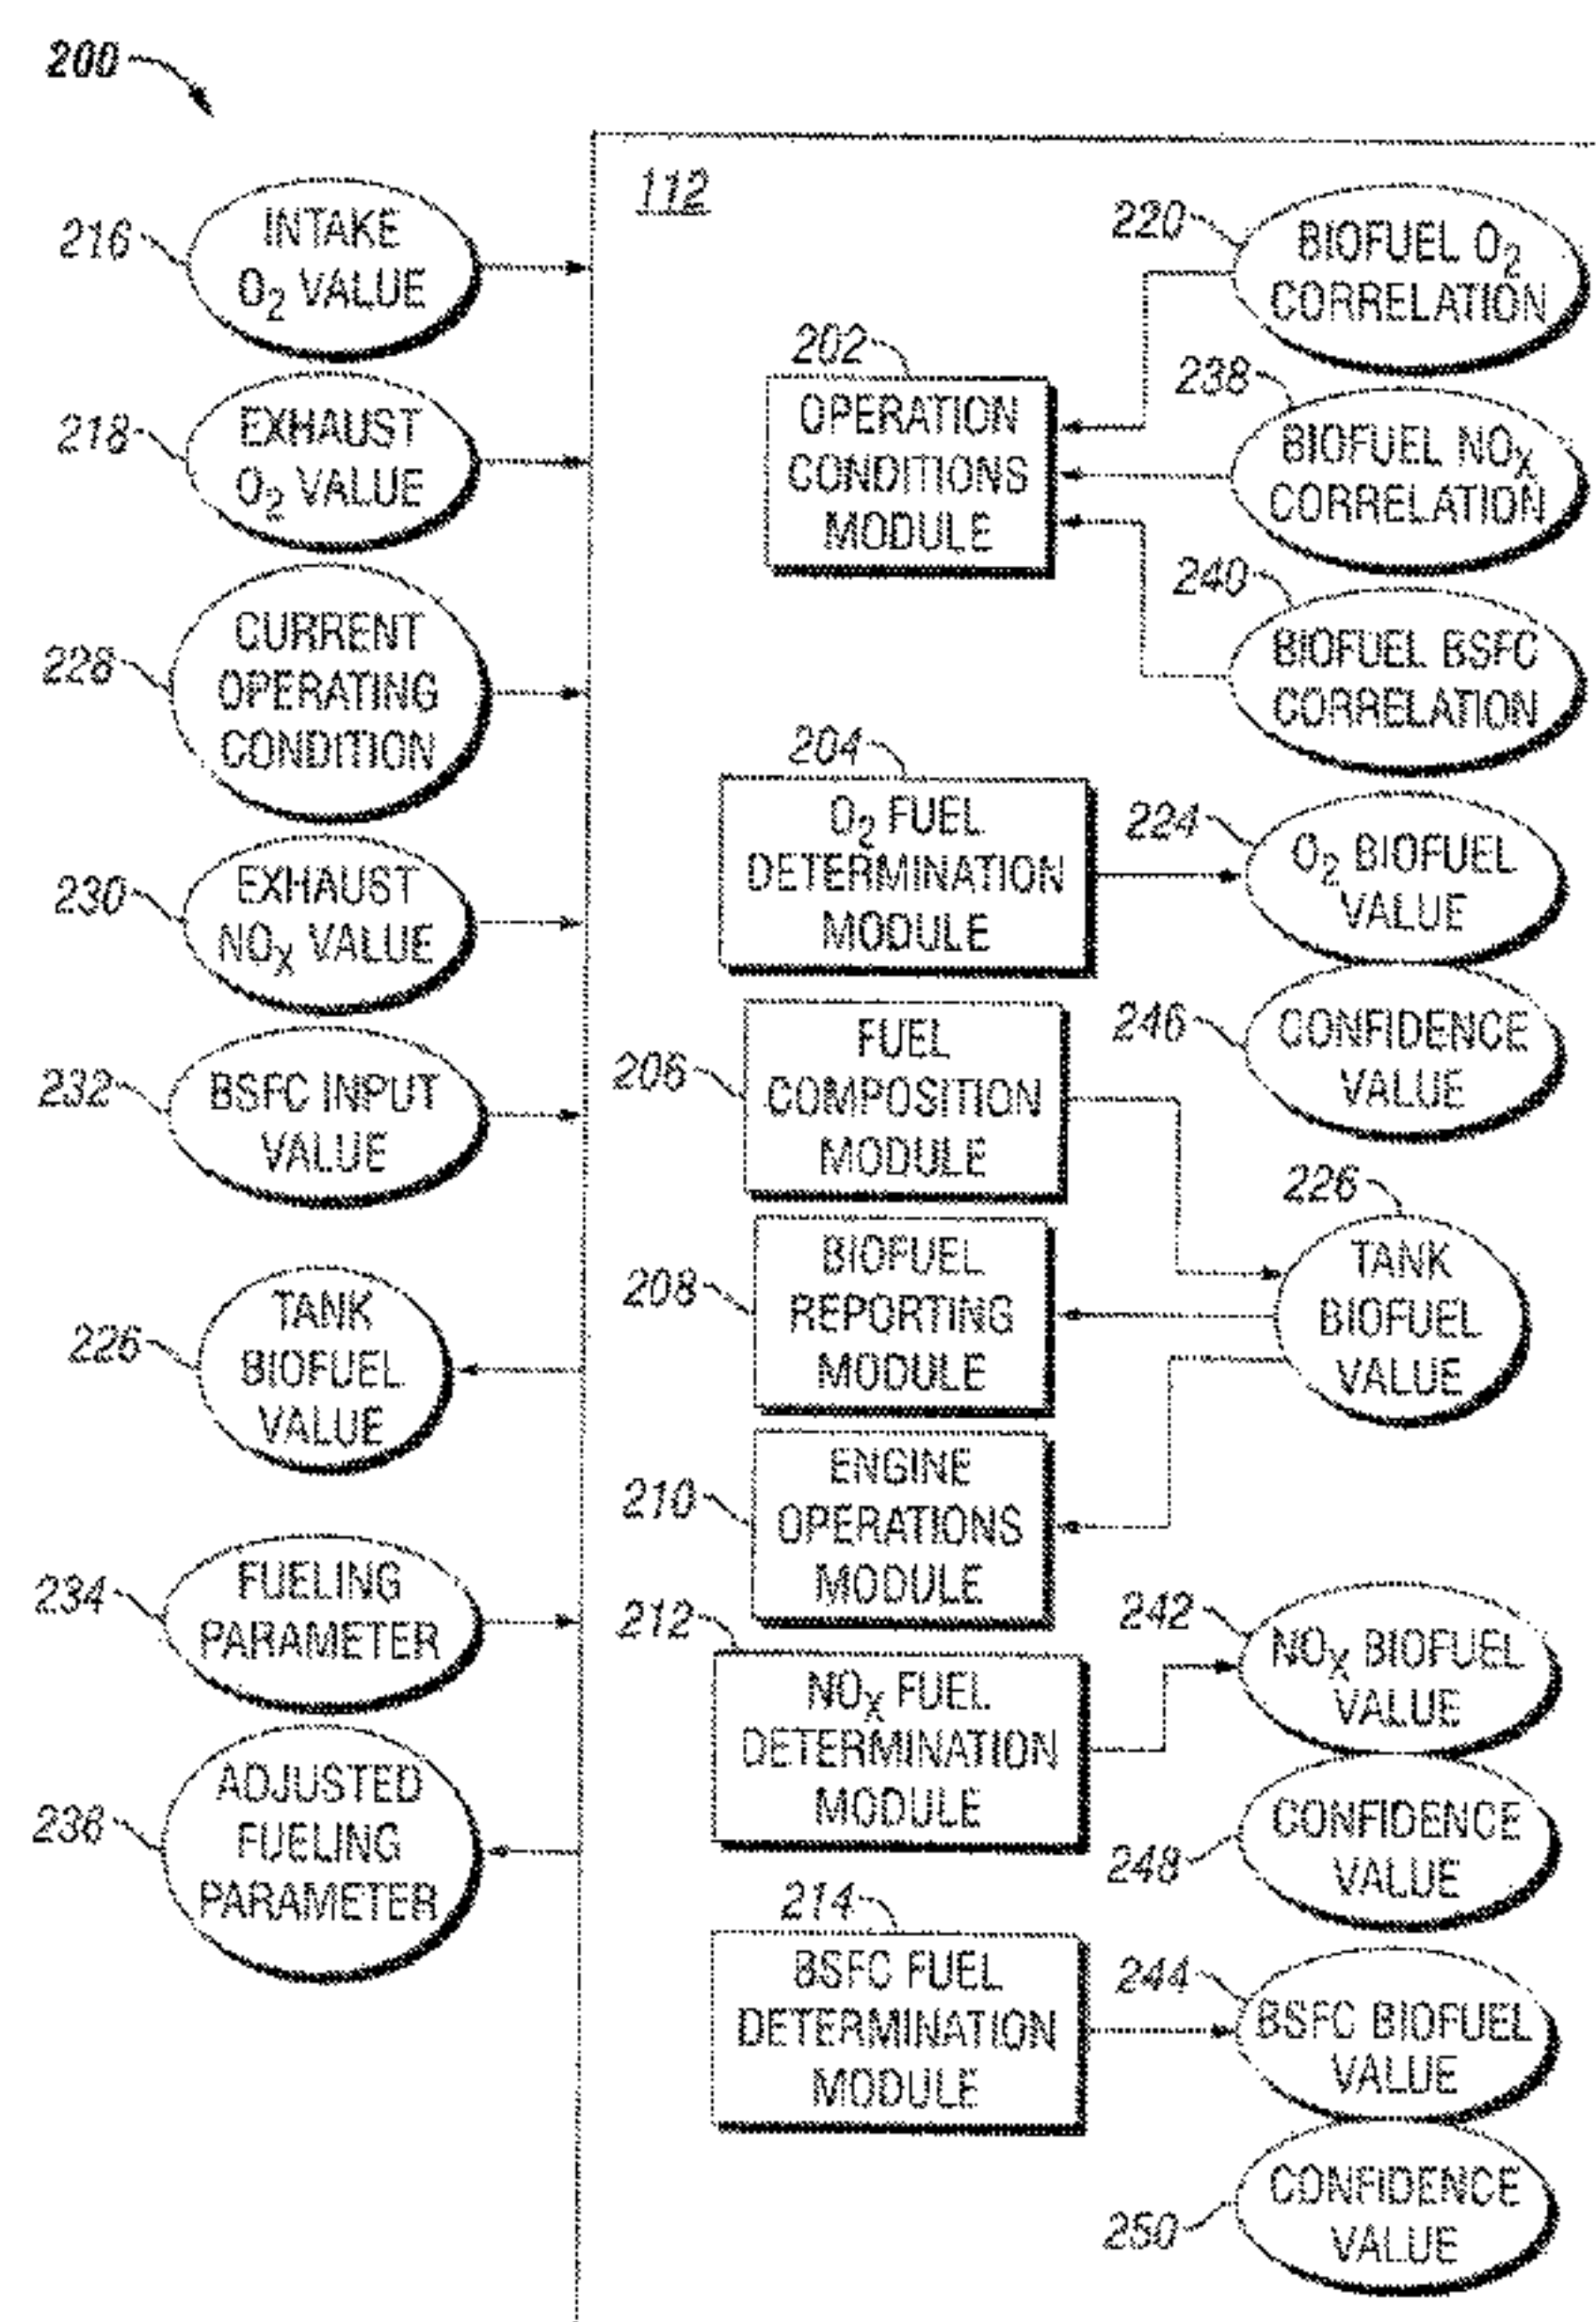 200
112
216
INTAKE
O2 VALUE
218
EXHAUST
O2 VALUE
228
CURRENT
OPERATING
CONDITION
230
EXHAUST
NOX VALUE
232
BSFC INPUT
VALUE
226
TANK
BIOFUEL
VALUE
234
FUELING
PARAMETER
236
ADJUSTED
FUELING
PARAMETER
202
OPERATION
CONDITIONS
MODULE
204
O2 FUEL
DETERMINATION
MODULE
206
FUEL
COMPOSITION
MODULE
208
BIOFUEL
REPORTING
MODULE
210
ENGINE
OPERATIONS
MODULE
212
NOX FUEL
DETERMINATION
MODULE
214
BSFC FUEL
DETERMINATION
MODULE
220
BIOFUEL O2
CORRELATION
238
BIOFUEL NOX
CORRELATION
240
BIOFUEL BSFC
CORRELATION
224
O2 BIOFUEL
VALUE
246
CONFIDENCE
VALUE
226
TANK
BIOFUEL
VALUE
242
NOX BIOFUEL
VALUE
248
CONFIDENCE
VALUE
244
BSFC BIOFUEL
VALUE
250
CONFIDENCE
VALUE